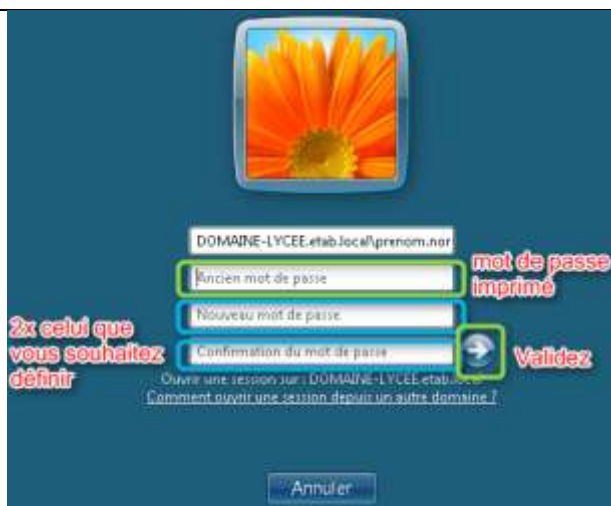 DOMAINE-LYCEE.etab.local\prenom.nor
Ancien mot de passe
mot de passe
imprimé
Nouveau mot de passe
2x celui que
vous souhaitez
définir
Confirmation du mot de passe
Validez
Ouvrir une session sur : DOMAINE-LYCEE.etab.local
Comment ouvrir une session depuis un autre domaine ?
Annuler